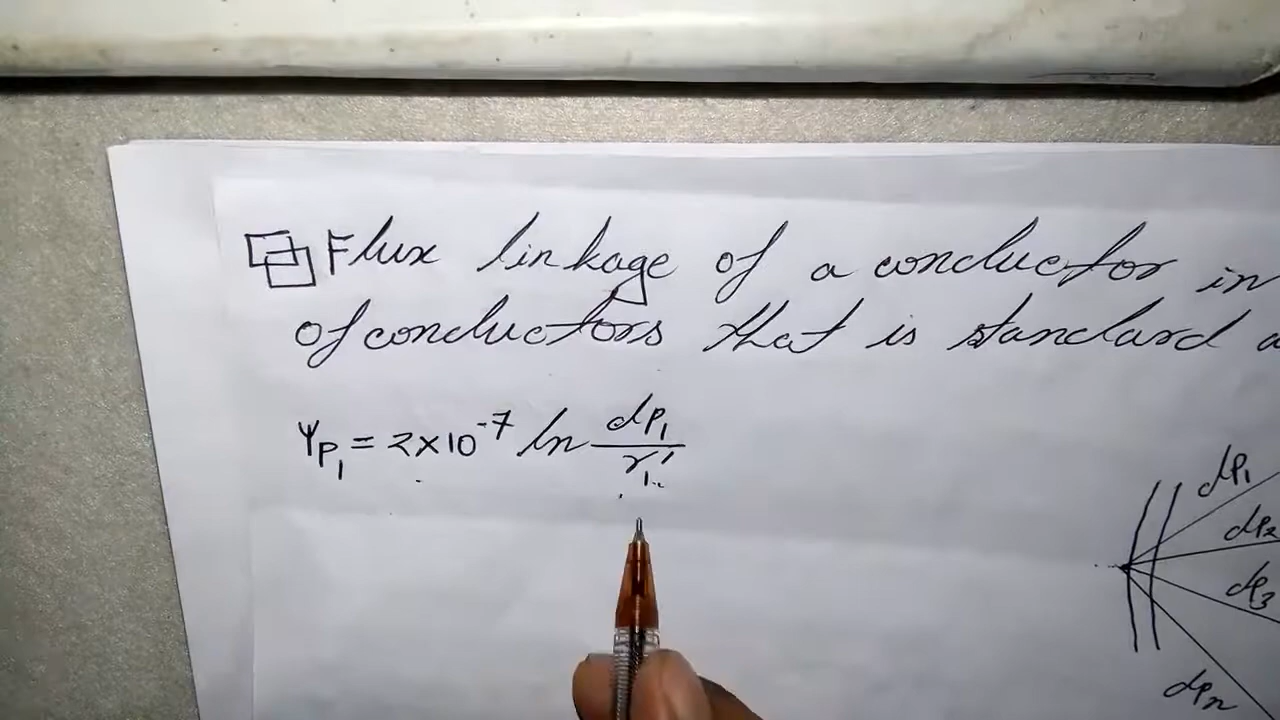 Flux linkage of a conductor in
of conductors that is standard a
Ψp₁ = 2×10⁻⁷ ln dp₁/r₁'
dp₁
dp₂
dp₃
dpn